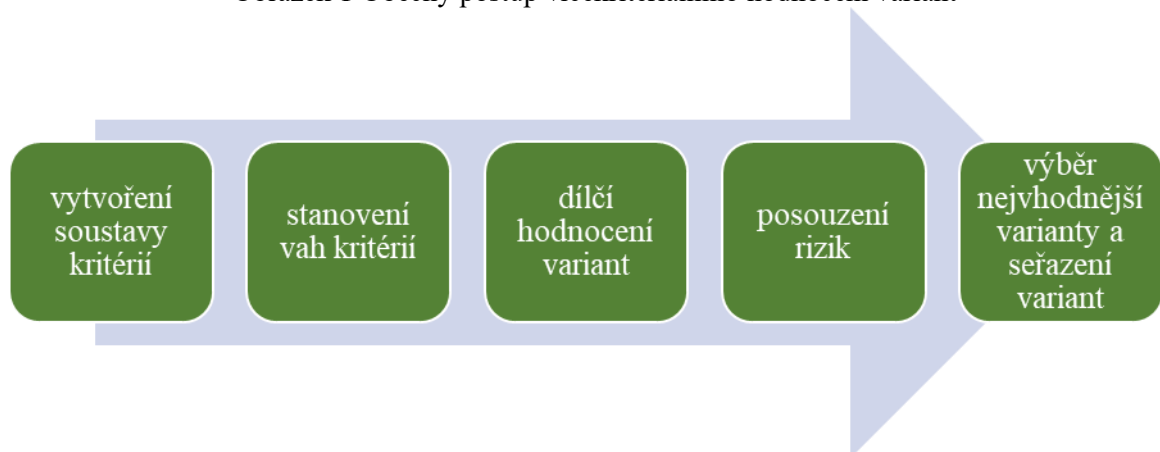 vytvoření
soustavy
kritérií
stanovení
vah kritérií
dílčí
hodnocení
variant
posouzení
rizik
výběr
nejvhodnější
varianty a
seřazení
variant